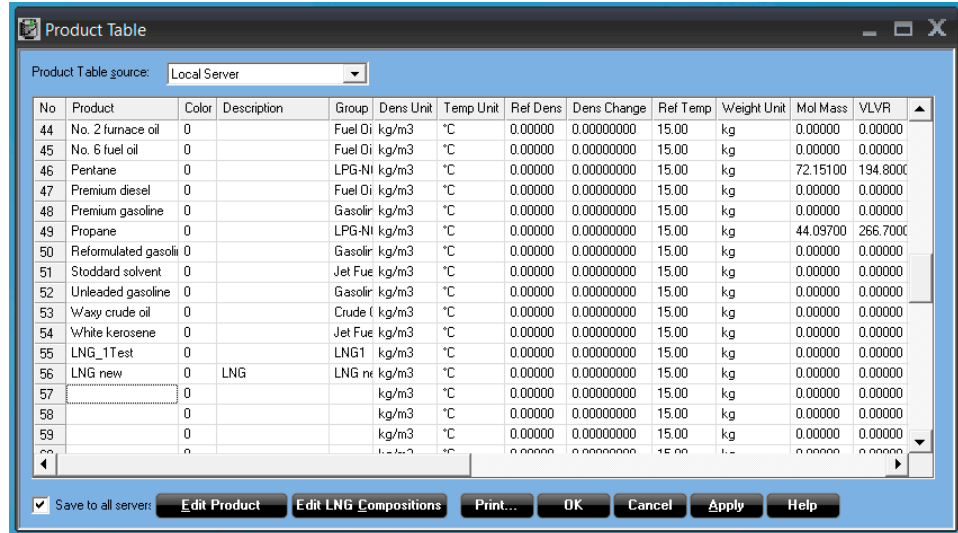 Product Table
Product Table source: Local Server
No Product Color Description Group Dens Unit Temp Unit Ref Dens Dens Change Ref Temp Weight Unit Mol Mass VLVR
44 No. 2 furnace oil 0 Fuel Oi kg/m3 °C 0.00000 0.00000000 15.00 kg 0.00000 0.00000
45 No. 6 fuel oil 0 Fuel Oi kg/m3 °C 0.00000 0.00000000 15.00 kg 0.00000 0.00000
46 Pentane 0 LPG-N kg/m3 °C 0.00000 0.00000000 15.00 kg 72.15100 194.8000
47 Premium diesel 0 Fuel Oi kg/m3 °C 0.00000 0.00000000 15.00 kg 0.00000 0.00000
48 Premium gasoline 0 Gasolin kg/m3 °C 0.00000 0.00000000 15.00 kg 0.00000 0.00000
49 Propane 0 LPG-N kg/m3 °C 0.00000 0.00000000 15.00 kg 44.09700 266.7000
50 Reformulated gasoli 0 Gasolin kg/m3 °C 0.00000 0.00000000 15.00 kg 0.00000 0.00000
51 Stoddard solvent 0 Jet Fue kg/m3 °C 0.00000 0.00000000 15.00 kg 0.00000 0.00000
52 Unleaded gasoline 0 Gasolin kg/m3 °C 0.00000 0.00000000 15.00 kg 0.00000 0.00000
53 Waxy crude oil 0 Crude kg/m3 °C 0.00000 0.00000000 15.00 kg 0.00000 0.00000
54 White kerosene 0 Jet Fue kg/m3 °C 0.00000 0.00000000 15.00 kg 0.00000 0.00000
55 LNG_1Test 0 LNG1 kg/m3 °C 0.00000 0.00000000 15.00 kg 0.00000 0.00000
56 LNG new 0 LNG LNG ne kg/m3 °C 0.00000 0.00000000 15.00 kg 0.00000 0.00000
57 0 kg/m3 °C 0.00000 0.00000000 15.00 kg 0.00000 0.00000
58 0 kg/m3 °C 0.00000 0.00000000 15.00 kg 0.00000 0.00000
59 0 kg/m3 °C 0.00000 0.00000000 15.00 kg 0.00000 0.00000
Save to all servers Edit Product Edit LNG Compositions Print... OK Cancel Apply Help